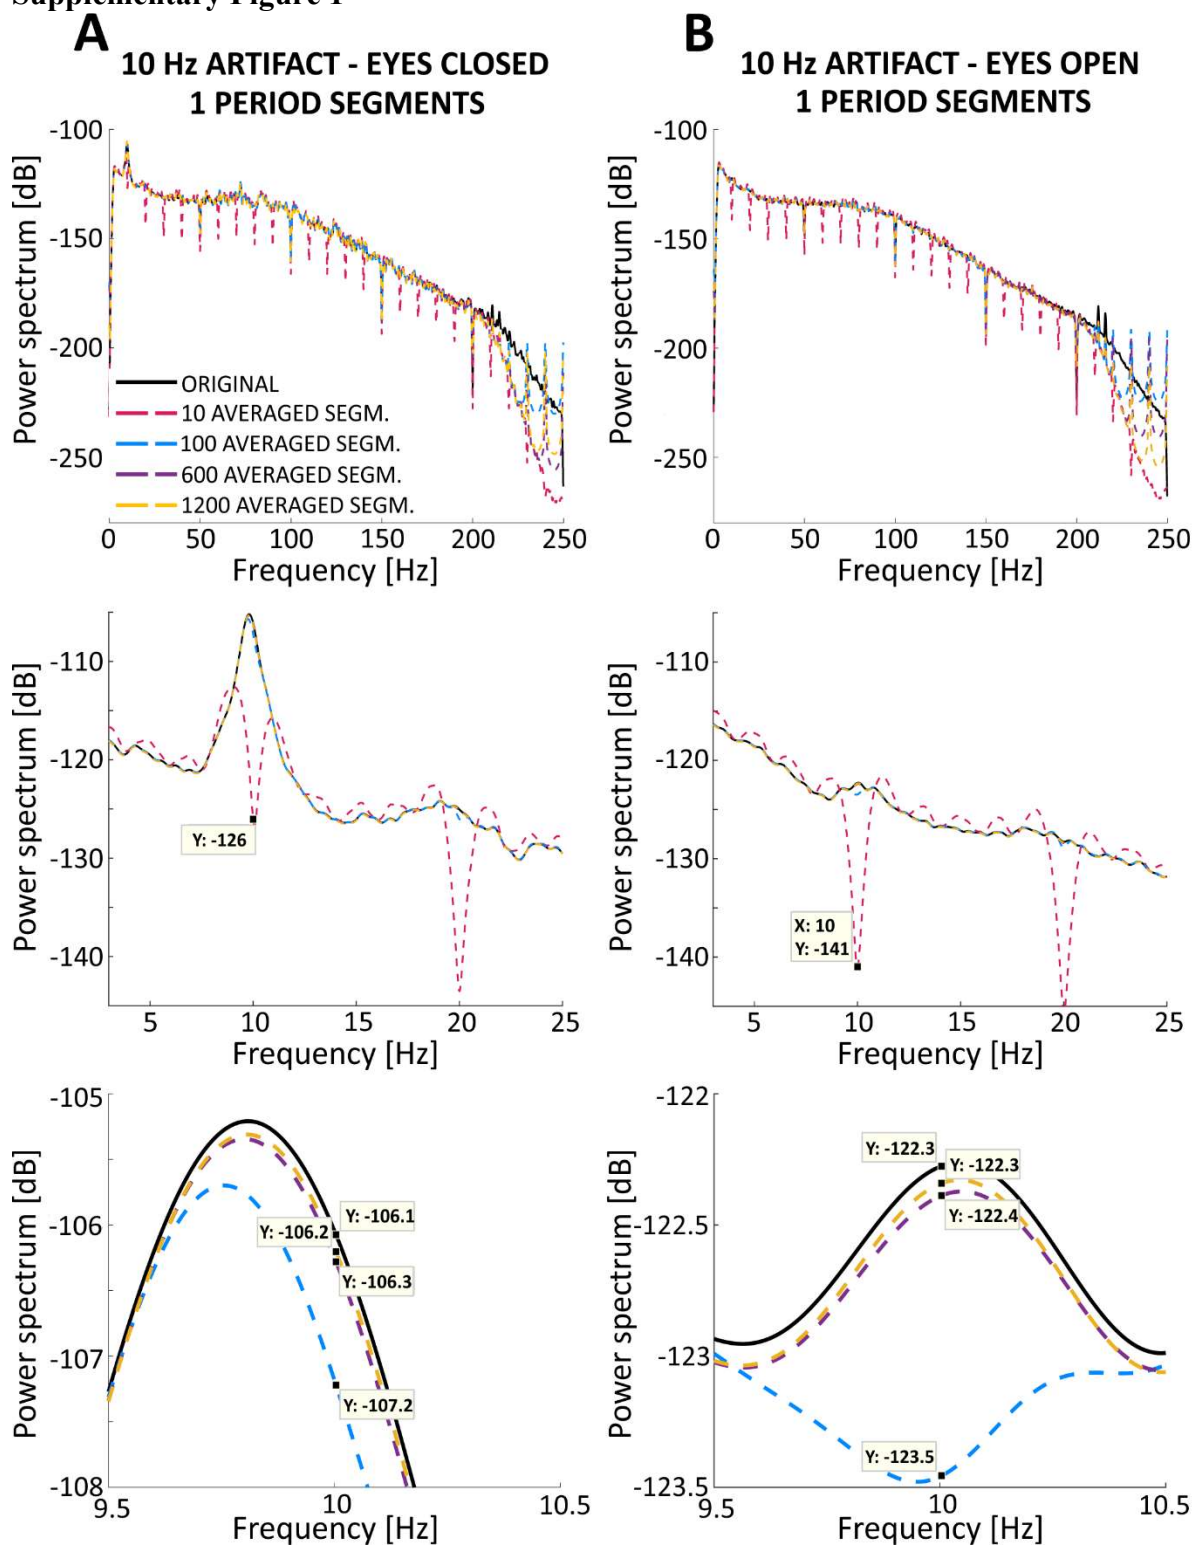 Supplementary Figure 1
A
10 Hz ARTIFACT - EYES CLOSED
1 PERIOD SEGMENTS
-100
-150
-200
-250
Power spectrum [dB]
ORIGINAL
10 AVERAGED SEGM.
100 AVERAGED SEGM.
600 AVERAGED SEGM.
1200 AVERAGED SEGM.
0 50 100 150 200 250
Frequency [Hz]
B
10 Hz ARTIFACT - EYES OPEN
1 PERIOD SEGMENTS
-100
-150
-200
-250
Power spectrum [dB]
0 50 100 150 200 250
Frequency [Hz]
-110
-120
-130
-140
Power spectrum [dB]
Y: -126
5 10 15 20 25
Frequency [Hz]
-110
-120
-130
-140
Power spectrum [dB]
X: 10
Y: -141
5 10 15 20 25
Frequency [Hz]
-105
-106
-107
-108
Power spectrum [dB]
Y: -106.1
Y: -106.2
Y: -106.3
Y: -107.2
9.5 10 10.5
Frequency [Hz]
-122
-122.5
-123
-123.5
Power spectrum [dB]
Y: -122.3
Y: -122.3
Y: -122.4
Y: -123.5
9.5 10 10.5
Frequency [Hz]